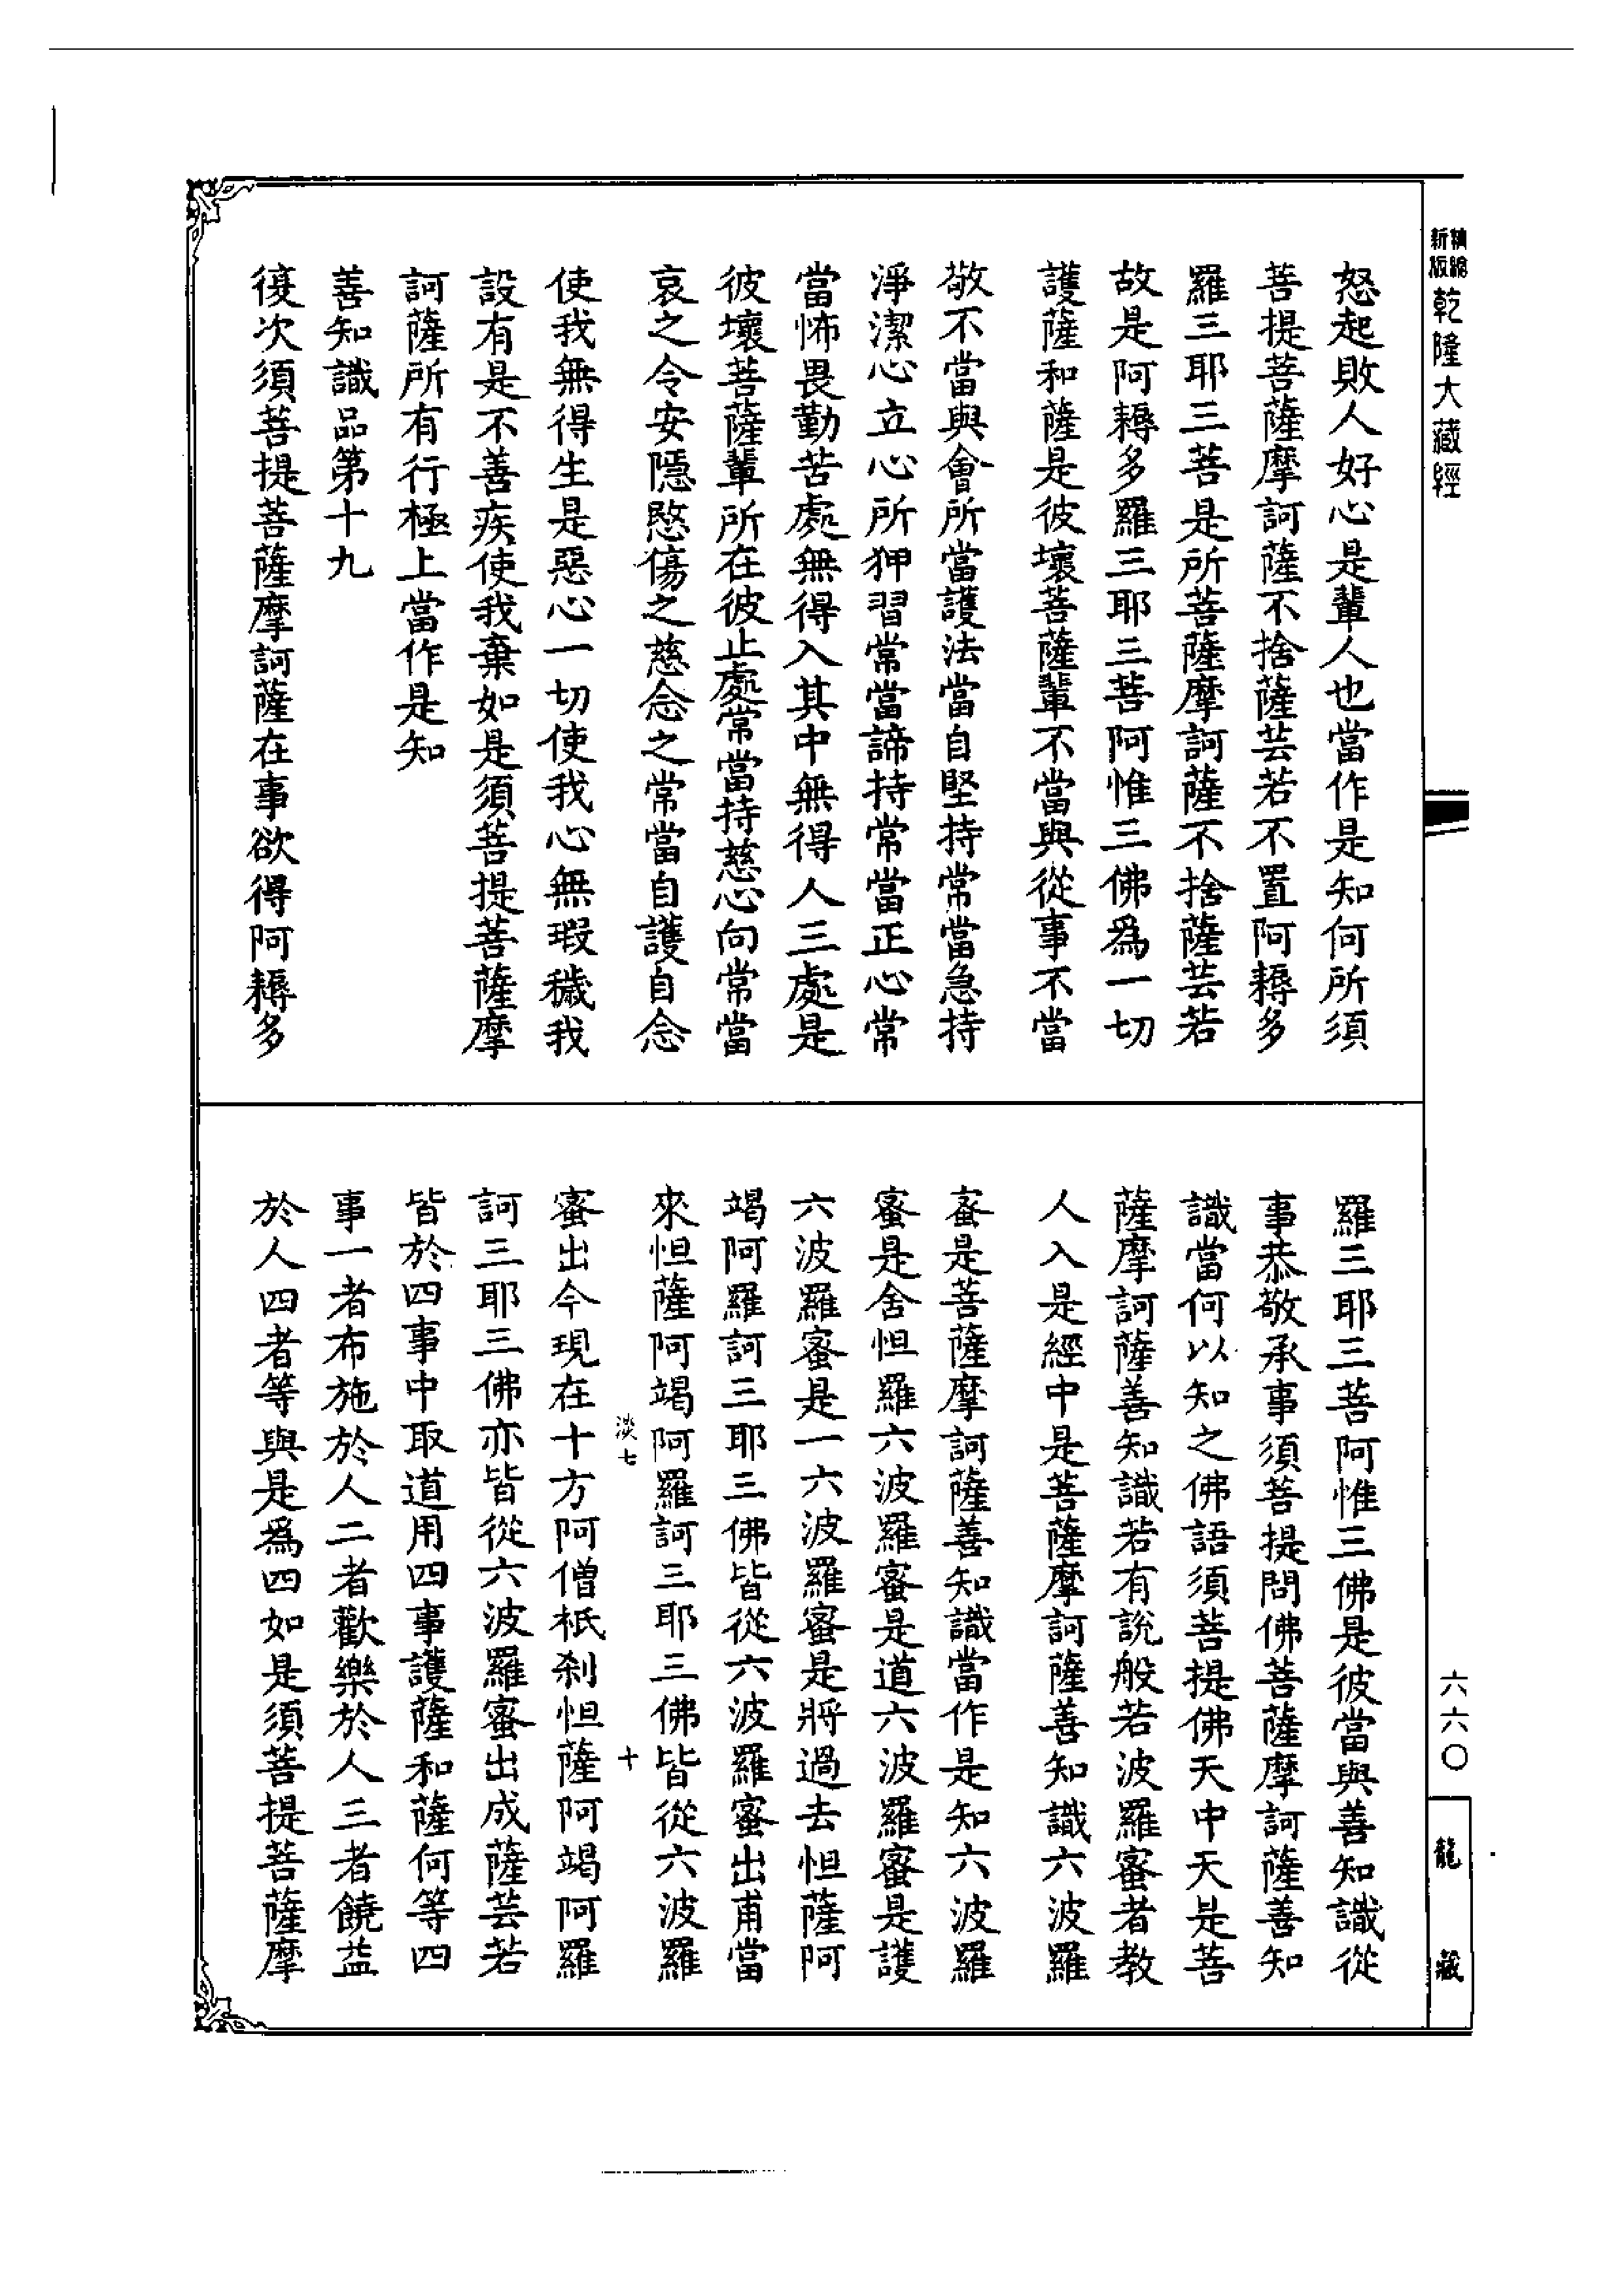 新縮
版縮
乾隆大藏經
怒起敗人好心是輩人也當作是知何所須
菩提菩薩摩訶薩不捨薩芸若不置阿耨多
羅三耶三菩是所菩薩摩訶薩不捨薩芸若
故是阿耨多羅三耶三菩阿惟三佛爲一切
護薩和薩是彼壞菩薩輩不當與從事不當
敬不當與會所當護法當自堅持常當急持
淨潔心立心所狎習常當諦持常當正心常
當怖畏勤苦處無得入其中無得人三處是
彼壞菩薩輩所在彼止處常當持慈心向常當
哀之令安隱愍傷之慈念之常當自護自念
使我無得生是惡心一切使我心無瑕穢我
設有是不善疾使我棄如是須菩提菩薩摩
訶薩所有行極上當作是知
善知識品第十九
復次須菩提菩薩摩訶薩在事欲得阿耨多
羅三耶三菩阿惟三佛是彼當與善知識從
事恭敬承事須菩提問佛菩薩摩訶薩善知
識當何以知之佛語須菩提佛天中天是菩
薩摩訶薩善知識若有說般若波羅蜜者教
人入是經中是菩薩摩訶薩善知識六波羅
蜜是菩薩摩訶薩善知識當作是知六波羅
蜜是舍怛羅六波羅蜜是道六波羅蜜是護
六波羅蜜是一六波羅蜜是將過去怛薩阿
竭阿羅訶三耶三佛皆從六波羅蜜出甫當
來怛薩阿竭阿羅訶三耶三佛皆從六波羅
淡七 十
蜜出今現在十方阿僧祇剎怛薩阿竭阿羅
訶三耶三佛亦皆從六波羅蜜出成薩芸若
皆於四事中取道用四事護薩和薩何等四
事一者布施於人二者歡樂於人三者饒益
於人四者等與是爲四如是須菩提菩薩摩
六六〇
龍藏